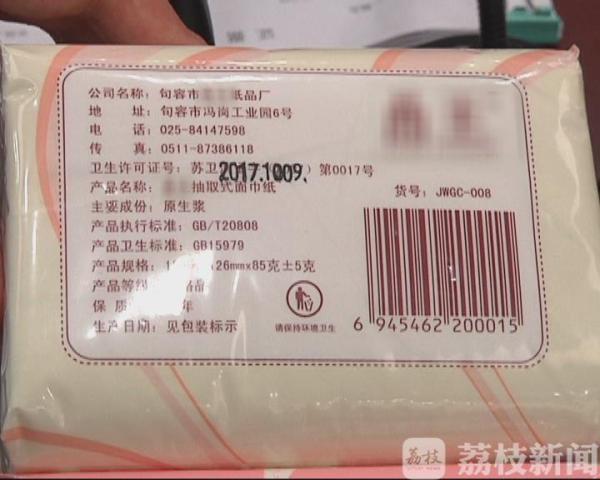 公司名称：句容市 纸品厂
地 址：句容市冯岗工业园6号
电 话：025-84147598
传 真：0511-87386118
卫生许可证号：苏卫 ）第0017号
2017.1009.
产品名称： 抽取式面巾纸
货号：JWGC-008
主要成份：原生浆
产品执行标准：GB/T20808
产品卫生标准：GB15979
产品规格：1 26mmx85克±5克
产品等级： 格品
保 质 年
生产日期：见包装标示
请保持环境卫生
6 945462 200015
荔枝
荔枝新闻